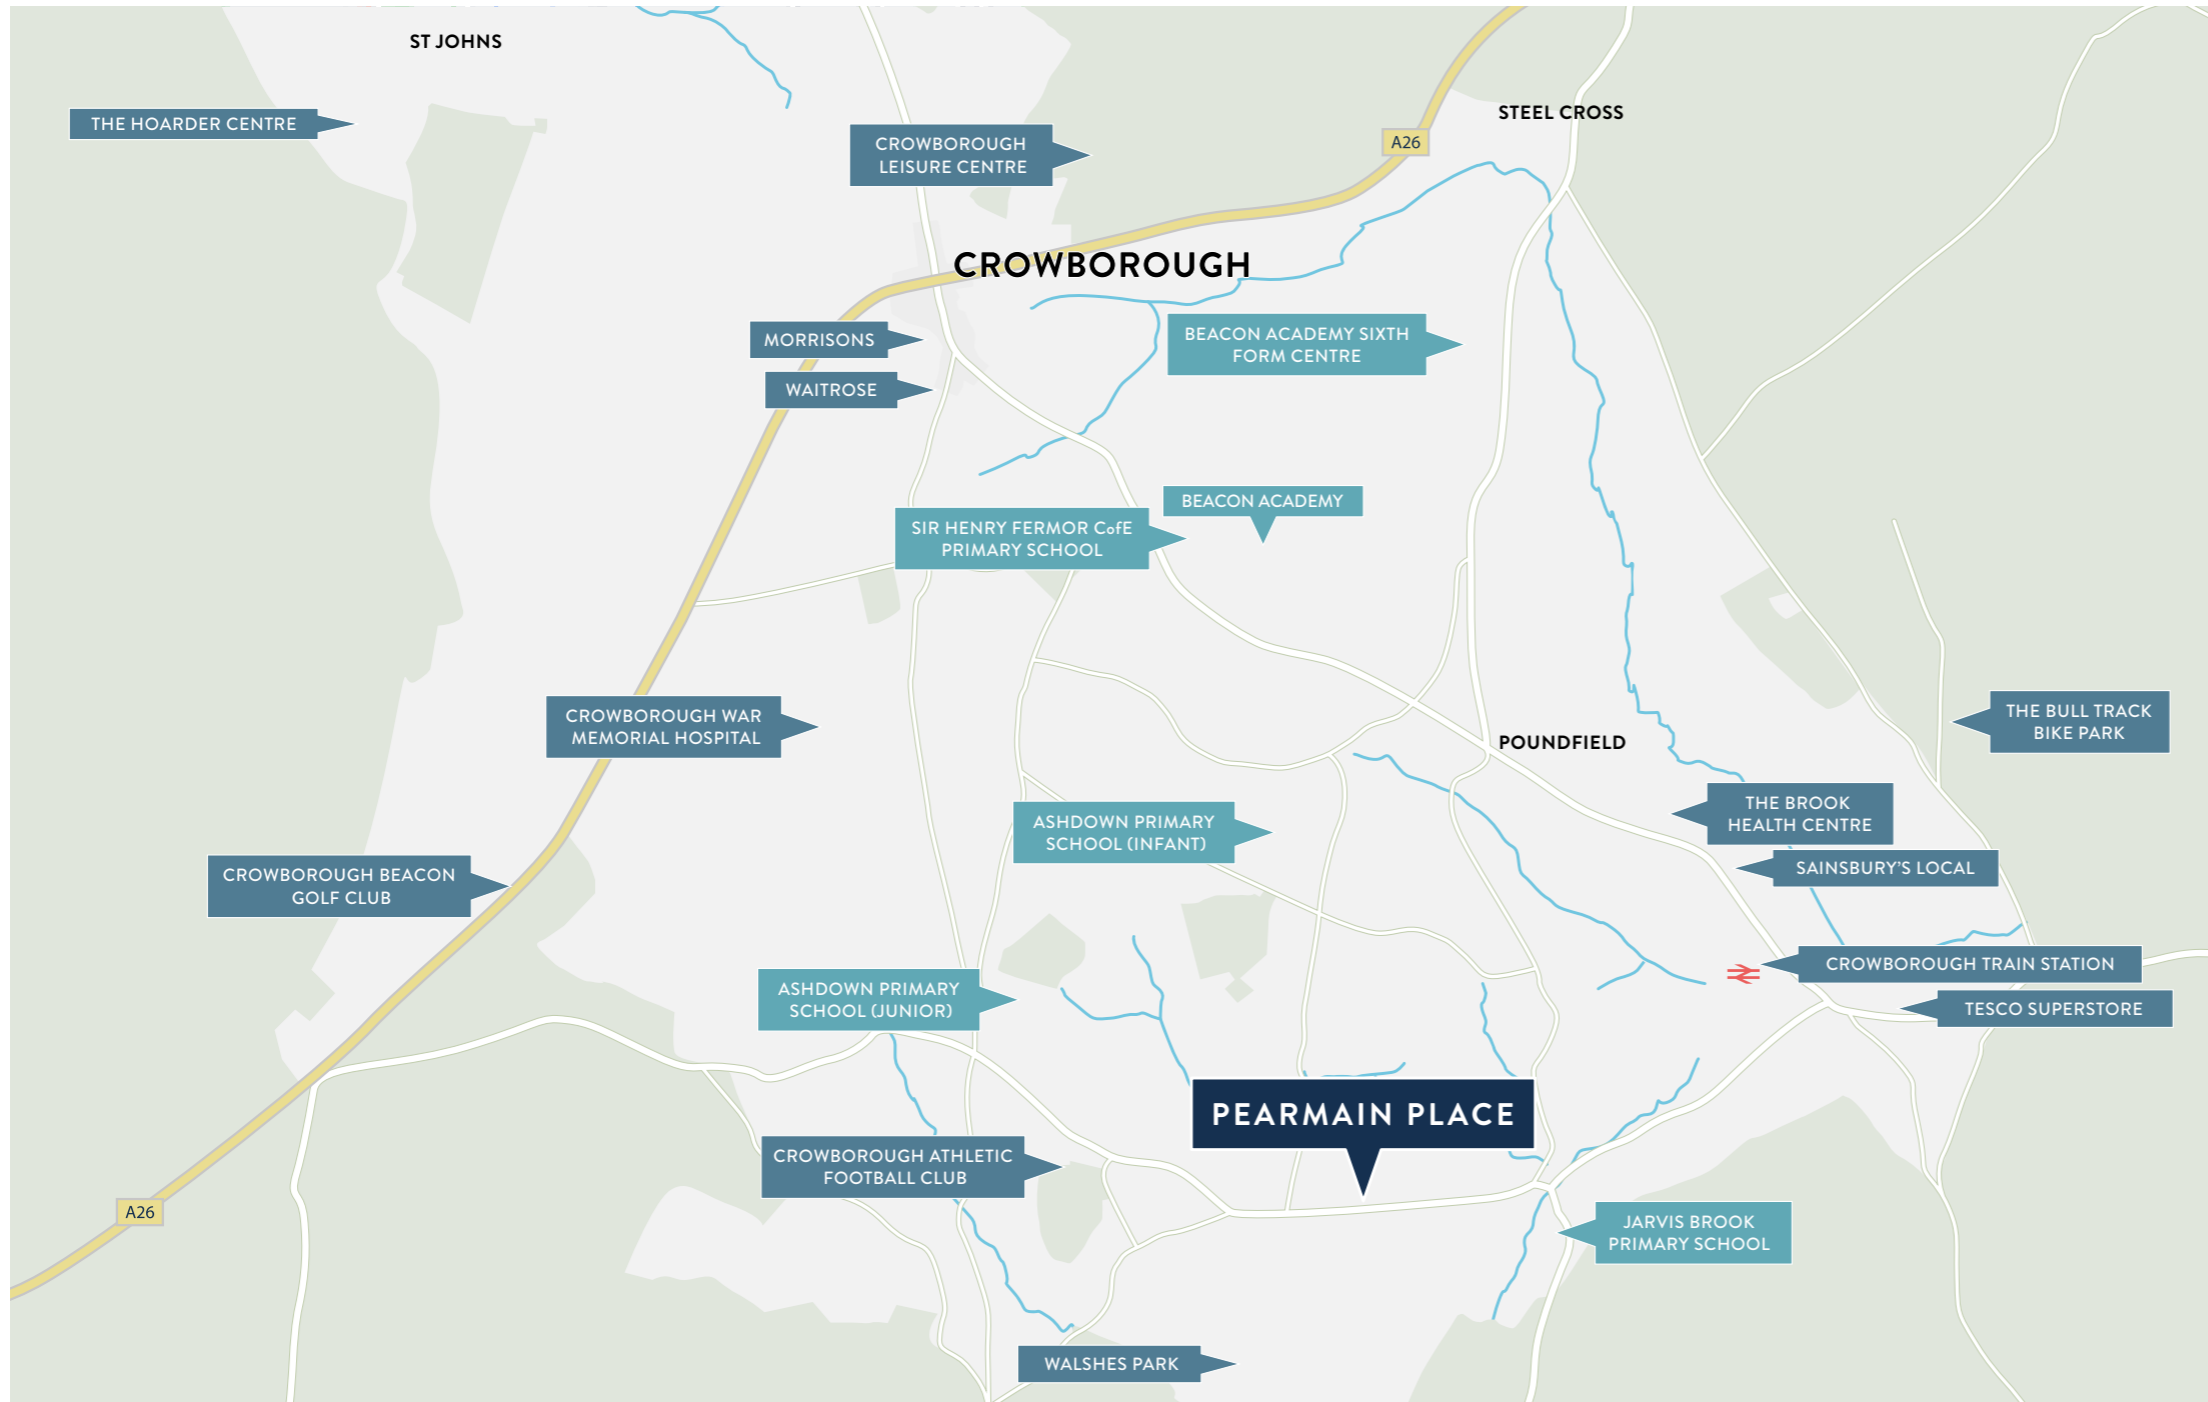 ST JOHNS
THE HOARDER CENTRE
CROWBOROUGH
LEISURE CENTRE
STEEL CROSS
A26
CROWBOROUGH
MORRISONS
WAITROSE
BEACON ACADEMY SIXTH
FORM CENTRE
BEACON ACADEMY
SIR HENRY FERMOR CofE
PRIMARY SCHOOL
CROWBOROUGH WAR
MEMORIAL HOSPITAL
POUNDFIELD
THE BULL TRACK
BIKE PARK
THE BROOK
HEALTH CENTRE
ASHDOWN PRIMARY
SCHOOL (INFANT)
SAINSBURY'S LOCAL
CROWBOROUGH BEACON
GOLF CLUB
CROWBOROUGH TRAIN STATION
ASHDOWN PRIMARY
SCHOOL (JUNIOR)
TESCO SUPERSTORE
PEARMAIN PLACE
CROWBOROUGH ATHLETIC
FOOTBALL CLUB
A26
JARVIS BROOK
PRIMARY SCHOOL
WALSHES PARK